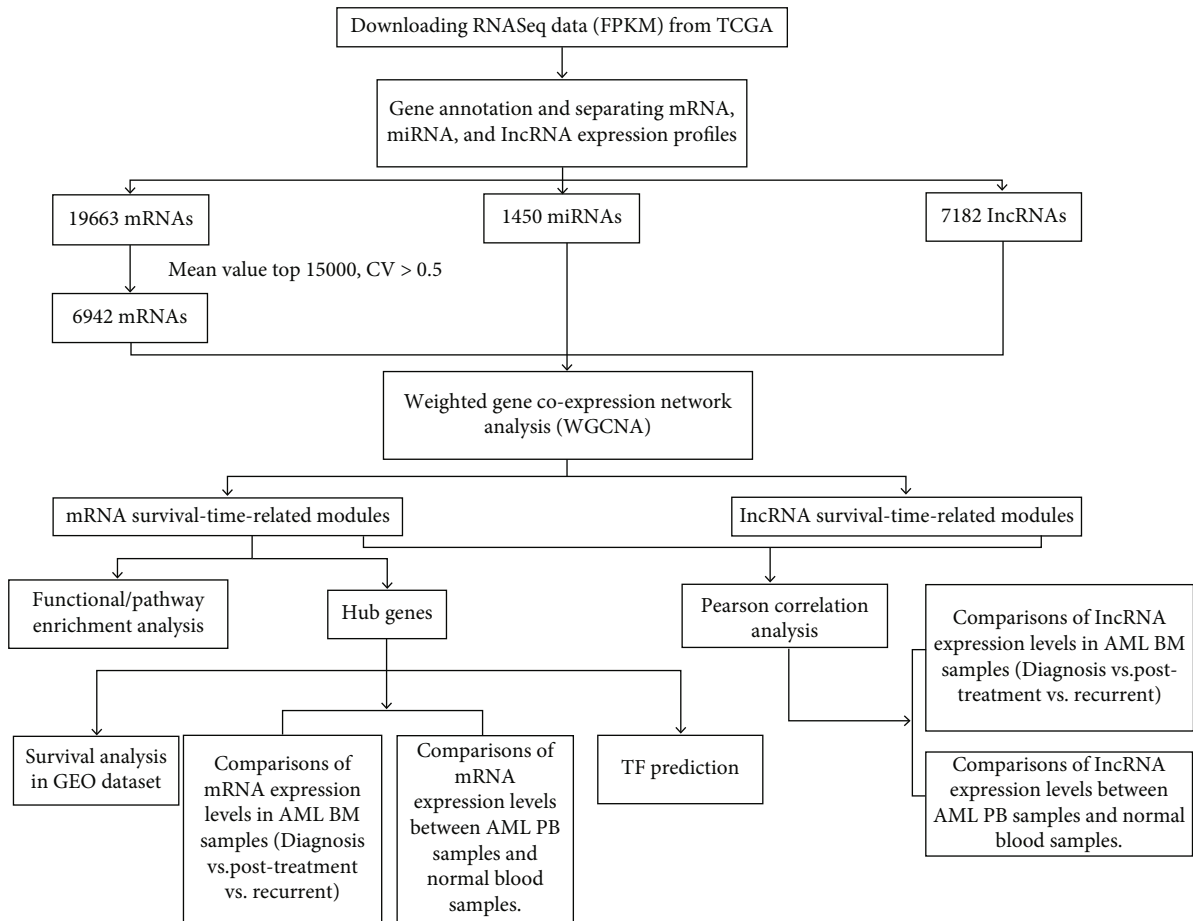 Downloading RNASeq data (FPKM) from TCGA
Gene annotation and separating mRNA,
miRNA, and IncRNA expression profiles
19663 mRNAs
1450 miRNAs
7182 IncRNAs
Mean value top 15000, CV > 0.5
6942 mRNAs
Weighted gene co-expression network
analysis (WGCNA)
mRNA survival-time-related modules
IncRNA survival-time-related modules
Functional/pathway
enrichment analysis
Hub genes
Pearson correlation
analysis
Comparisons of IncRNA
expression levels in AML BM
samples (Diagnosis vs.post-
treatment vs. recurrent)
Survival analysis
in GEO dataset
Comparisons of
mRNA expression
levels in AML BM
samples (Diagnosis
vs.post-treatment
vs. recurrent)
Comparisons of
mRNA
expression levels
between AML PB
samples and
normal blood
samples.
TF prediction
Comparisons of IncRNA
expression levels between
AML PB samples and normal
blood samples.